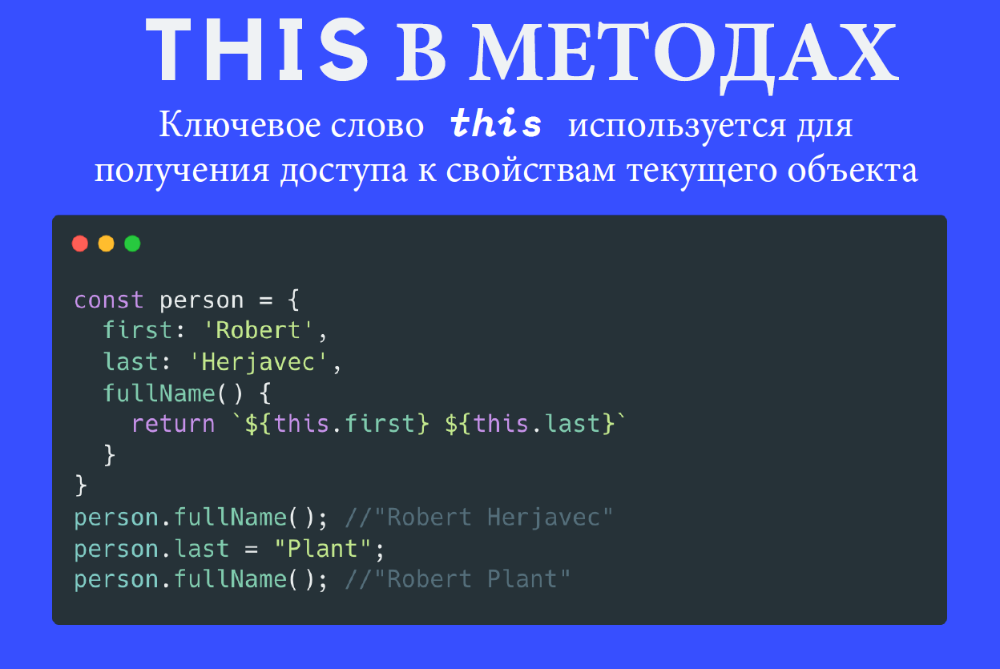 THIS В МЕТОДАХ
Ключевое слово this используется для
получения доступа к свойствам текущего объекта
const person = {
  first: 'Robert',
  last: 'Herjavec',
  fullName() {
    return `${this.first} ${this.last}`
  }
}
person.fullName(); //"Robert Herjavec"
person.last = "Plant";
person.fullName(); //"Robert Plant"